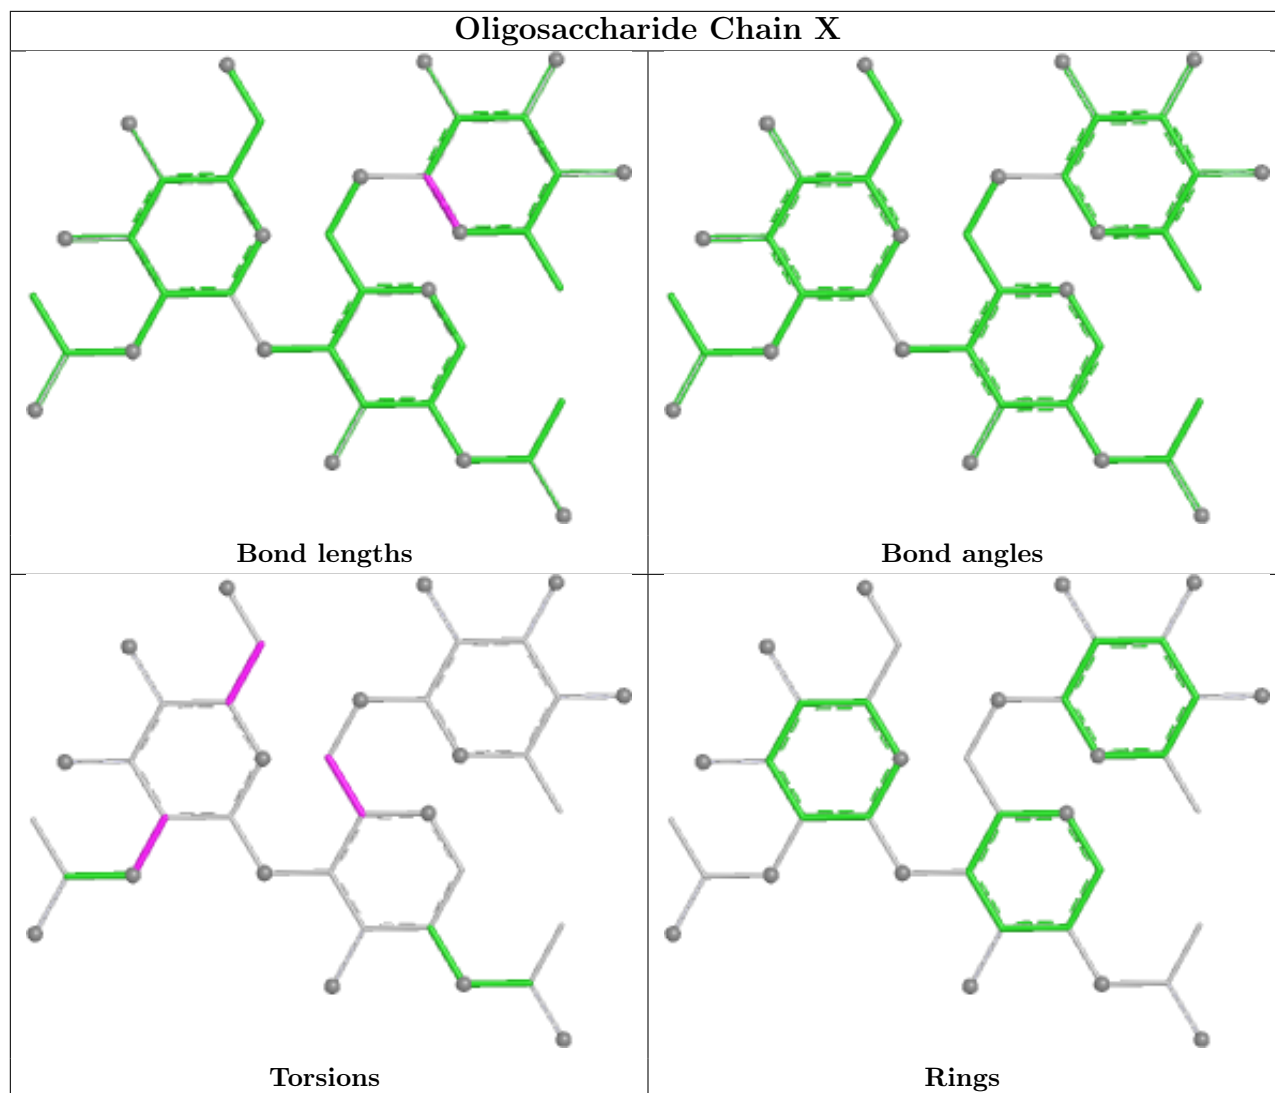 Oligosaccharide Chain X
Bond lengths
Bond angles
Torsions
Rings